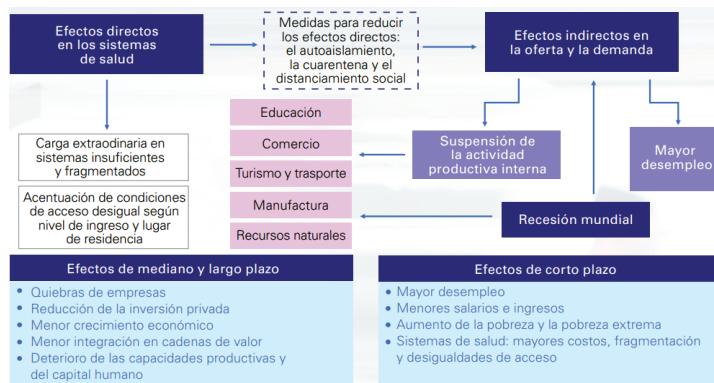 Efectos directos
en los sistemas
de salud
Medidas para reducir
los efectos directos:
el autoaislamiento,
la cuarentena y el
distanciamiento social
Efectos indirectos en
la oferta y la demanda
Carga extraodinaria en
sistemas insuficientes
y fragmentados
Acentuación de condiciones
de acceso desigual según
nivel de ingreso y lugar
de residencia
Educación
Comercio
Turismo y trasporte
Manufactura
Recursos naturales
Suspensión de
la actividad
productiva interna
Mayor
desempleo
Recesión mundial
Efectos de mediano y largo plazo
• Quiebras de empresas
• Reducción de la inversión privada
• Menor crecimiento económico
• Menor integración en cadenas de valor
• Deterioro de las capacidades productivas y
del capital humano
Efectos de corto plazo
• Mayor desempleo
• Menores salarios e ingresos
• Aumento de la pobreza y la pobreza extrema
• Sistemas de salud: mayores costos, fragmentación
y desigualdades de acceso